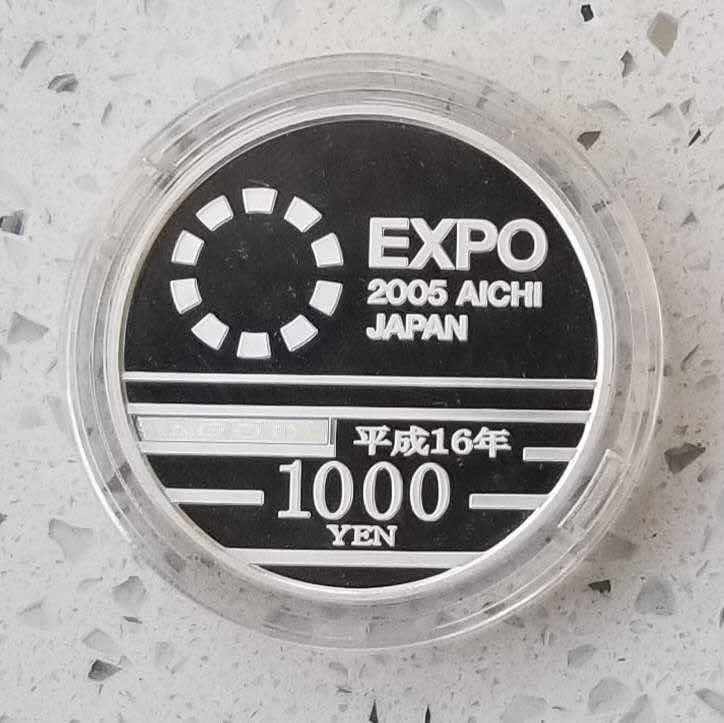 EXPO
2005 AICHI
JAPAN
平成16年
1000
YEN